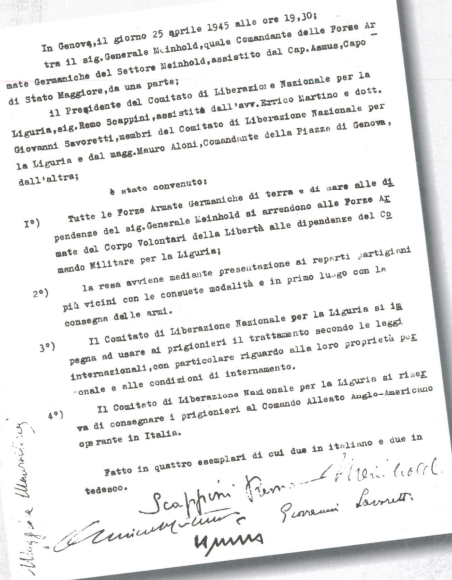 In Genova,il giorno 25 aprile 1945 alle ore 19,30;
tra il sig.Generale Meinhold,quale Comandante delle Forze Ar
mate Germaniche del Settore Meinhold,assistito dal Cap.Asmus,Capo
di Stato Maggiore,da una parte;
il Presidente del Comitato di Liberazione Nazionale per la
Liguria,sig.Remo Scappini,assistito dall'avv.Errico Martino e dott.
Giovanni Savoretti,membri del Comitato di Liberazione Nazionale per
la Liguria e dal magg.Mauro Aloni,Comandante della Piazza di Genova,
dall'altra;
è stato convenuto:
I°) Tutte le Forze Armate Germaniche di terra e di mare alle di
pendenze del sig.Generale Meinhold si arrendono alle Forze Ar
mate del Corpo Volontari della Libertà alle dipendenze del Co
mando Militare per la Liguria;
2°) la resa avviene mediante presentazione ai reparti partigiani
più vicini con le consuete modalità e in primo luogo con la
consegna delle armi.
3°) Il Comitato di Liberazione Nazionale per la Liguria si im
pegna ad usare ai prigionieri il trattamento secondo le leggi
internazionali,con particolare riguardo alla loro proprietà per
sonale e alle condizioni di internamento.
4°) Il Comitato di Liberazione Nazionale per la Liguria si riser
va di consegnare i prigionieri al Comando Alleato Anglo-Americano
operante in Italia.
Fatto in quattro esemplari di cui due in italiano e due in
tedesco.
Scappini Remo Meinhold
Giovanni Savoretti